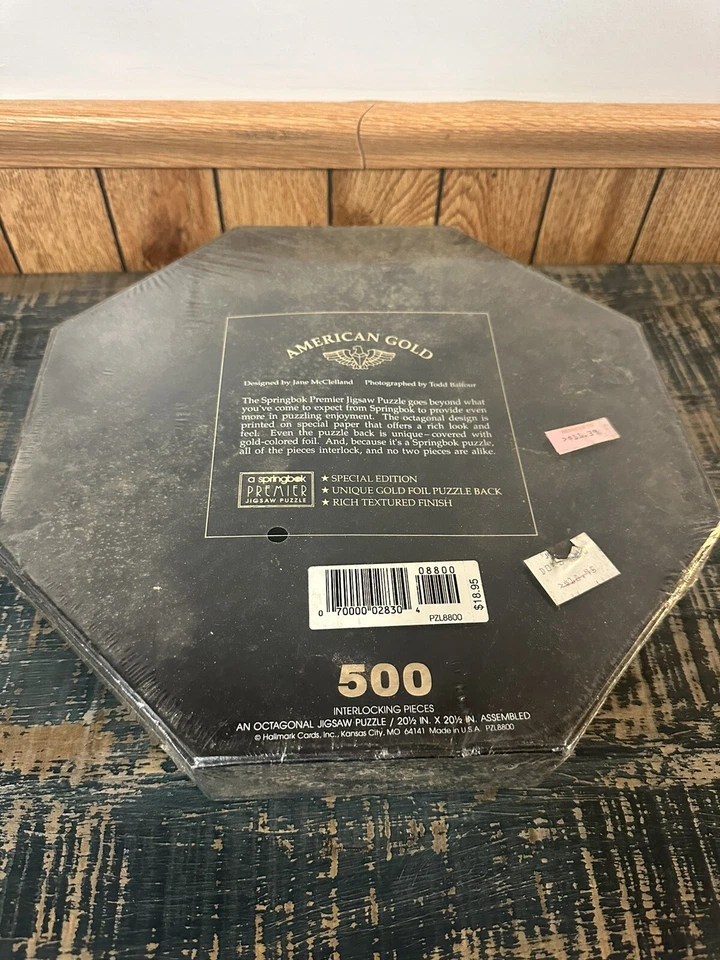 AMERICAN GOLD
Designed by Jane McClelland Photographed by Todd Balfour
The Springbok Premier Jigsaw Puzzle goes beyond what
you've come to expect from Springbok to provide even
more in puzzling enjoyment. The octagonal design is
printed on special paper that offers a rich look and
feel. Even the puzzle back is unique—covered with
gold-colored foil. And, because it's a Springbok puzzle,
all of the pieces interlock, and no two pieces are alike.
a springbok
PREMIER
JIGSAW PUZZLE
★ SPECIAL EDITION
★ UNIQUE GOLD FOIL PUZZLE BACK
★ RICH TEXTURED FINISH
08800
0 70000 02830 4
PZL8800
$18.95
500
INTERLOCKING PIECES
AN OCTAGONAL JIGSAW PUZZLE / 20½ IN. X 20½ IN. ASSEMBLED
© Hallmark Cards, Inc., Kansas City, MO 64141 Made in U.S.A. PZL8800